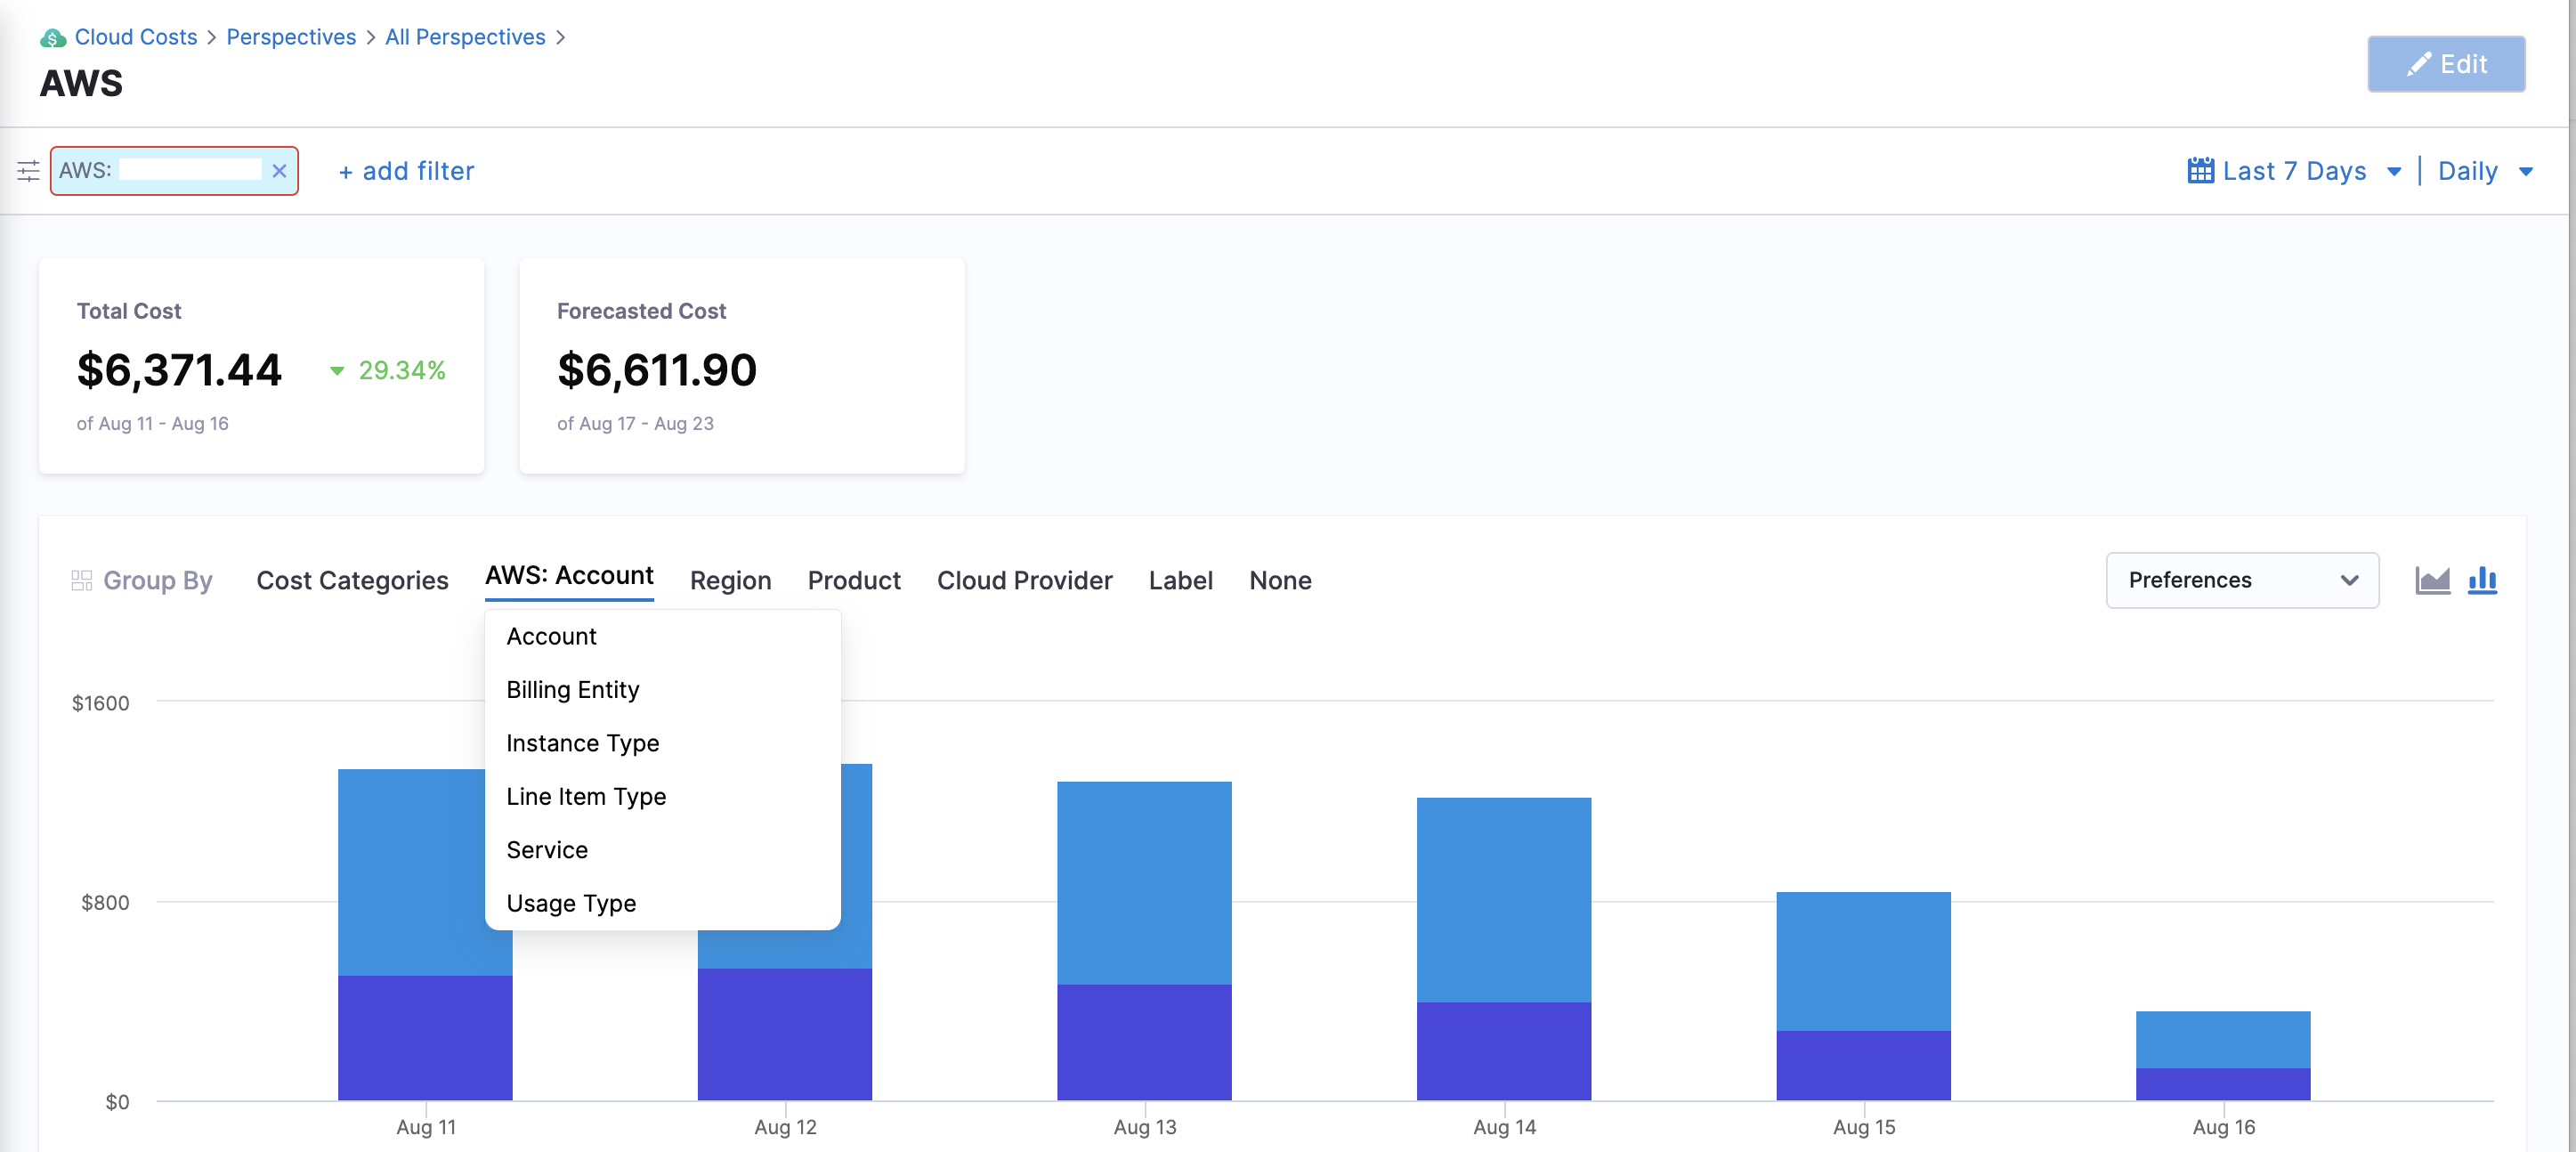 Cloud Costs > Perspectives > All Perspectives >
AWS
Edit
AWS:
+ add filter
Last 7 Days
Daily
Total Cost
$6,371.44
29.34%
of Aug 11 - Aug 16
Forecasted Cost
$6,611.90
of Aug 17 - Aug 23
Group By
Cost Categories
AWS: Account
Region
Product
Cloud Provider
Label
None
Preferences
Account
Billing Entity
Instance Type
Line Item Type
Service
Usage Type
$1600
$800
$0
Aug 11
Aug 12
Aug 13
Aug 14
Aug 15
Aug 16